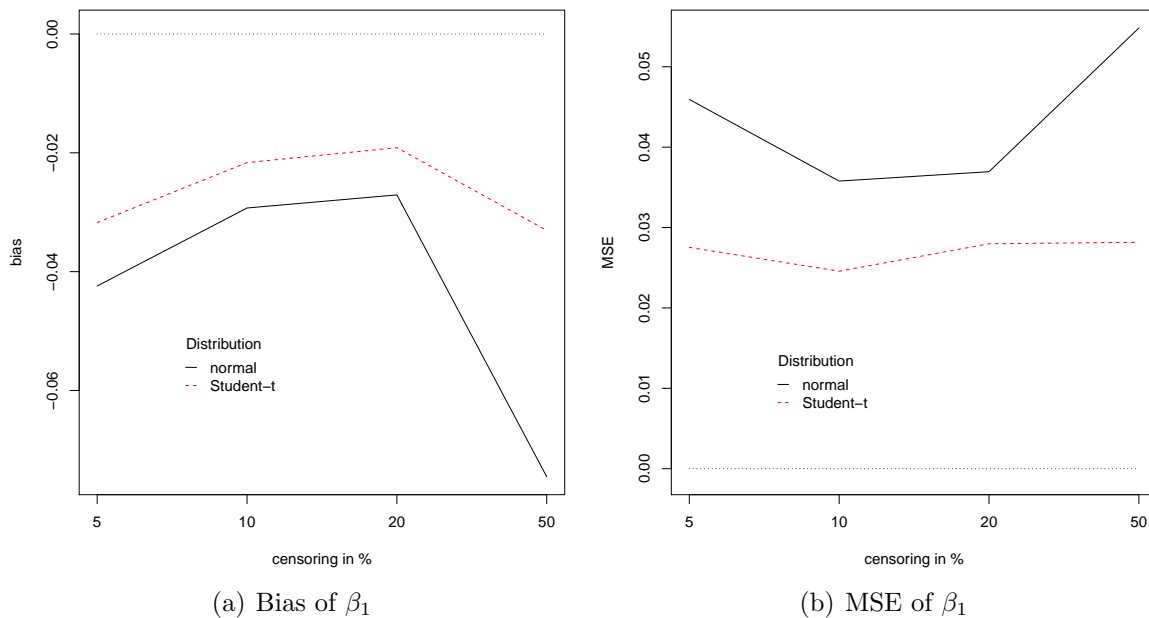 0.00
−0.02
−0.04
−0.06
bias
Distribution
normal
Student−t
5 10 20 50
censoring in %
(a) Bias of β₁
0.05
0.04
0.03
0.02
0.01
0.00
MSE
Distribution
normal
Student−t
5 10 20 50
censoring in %
(b) MSE of β₁